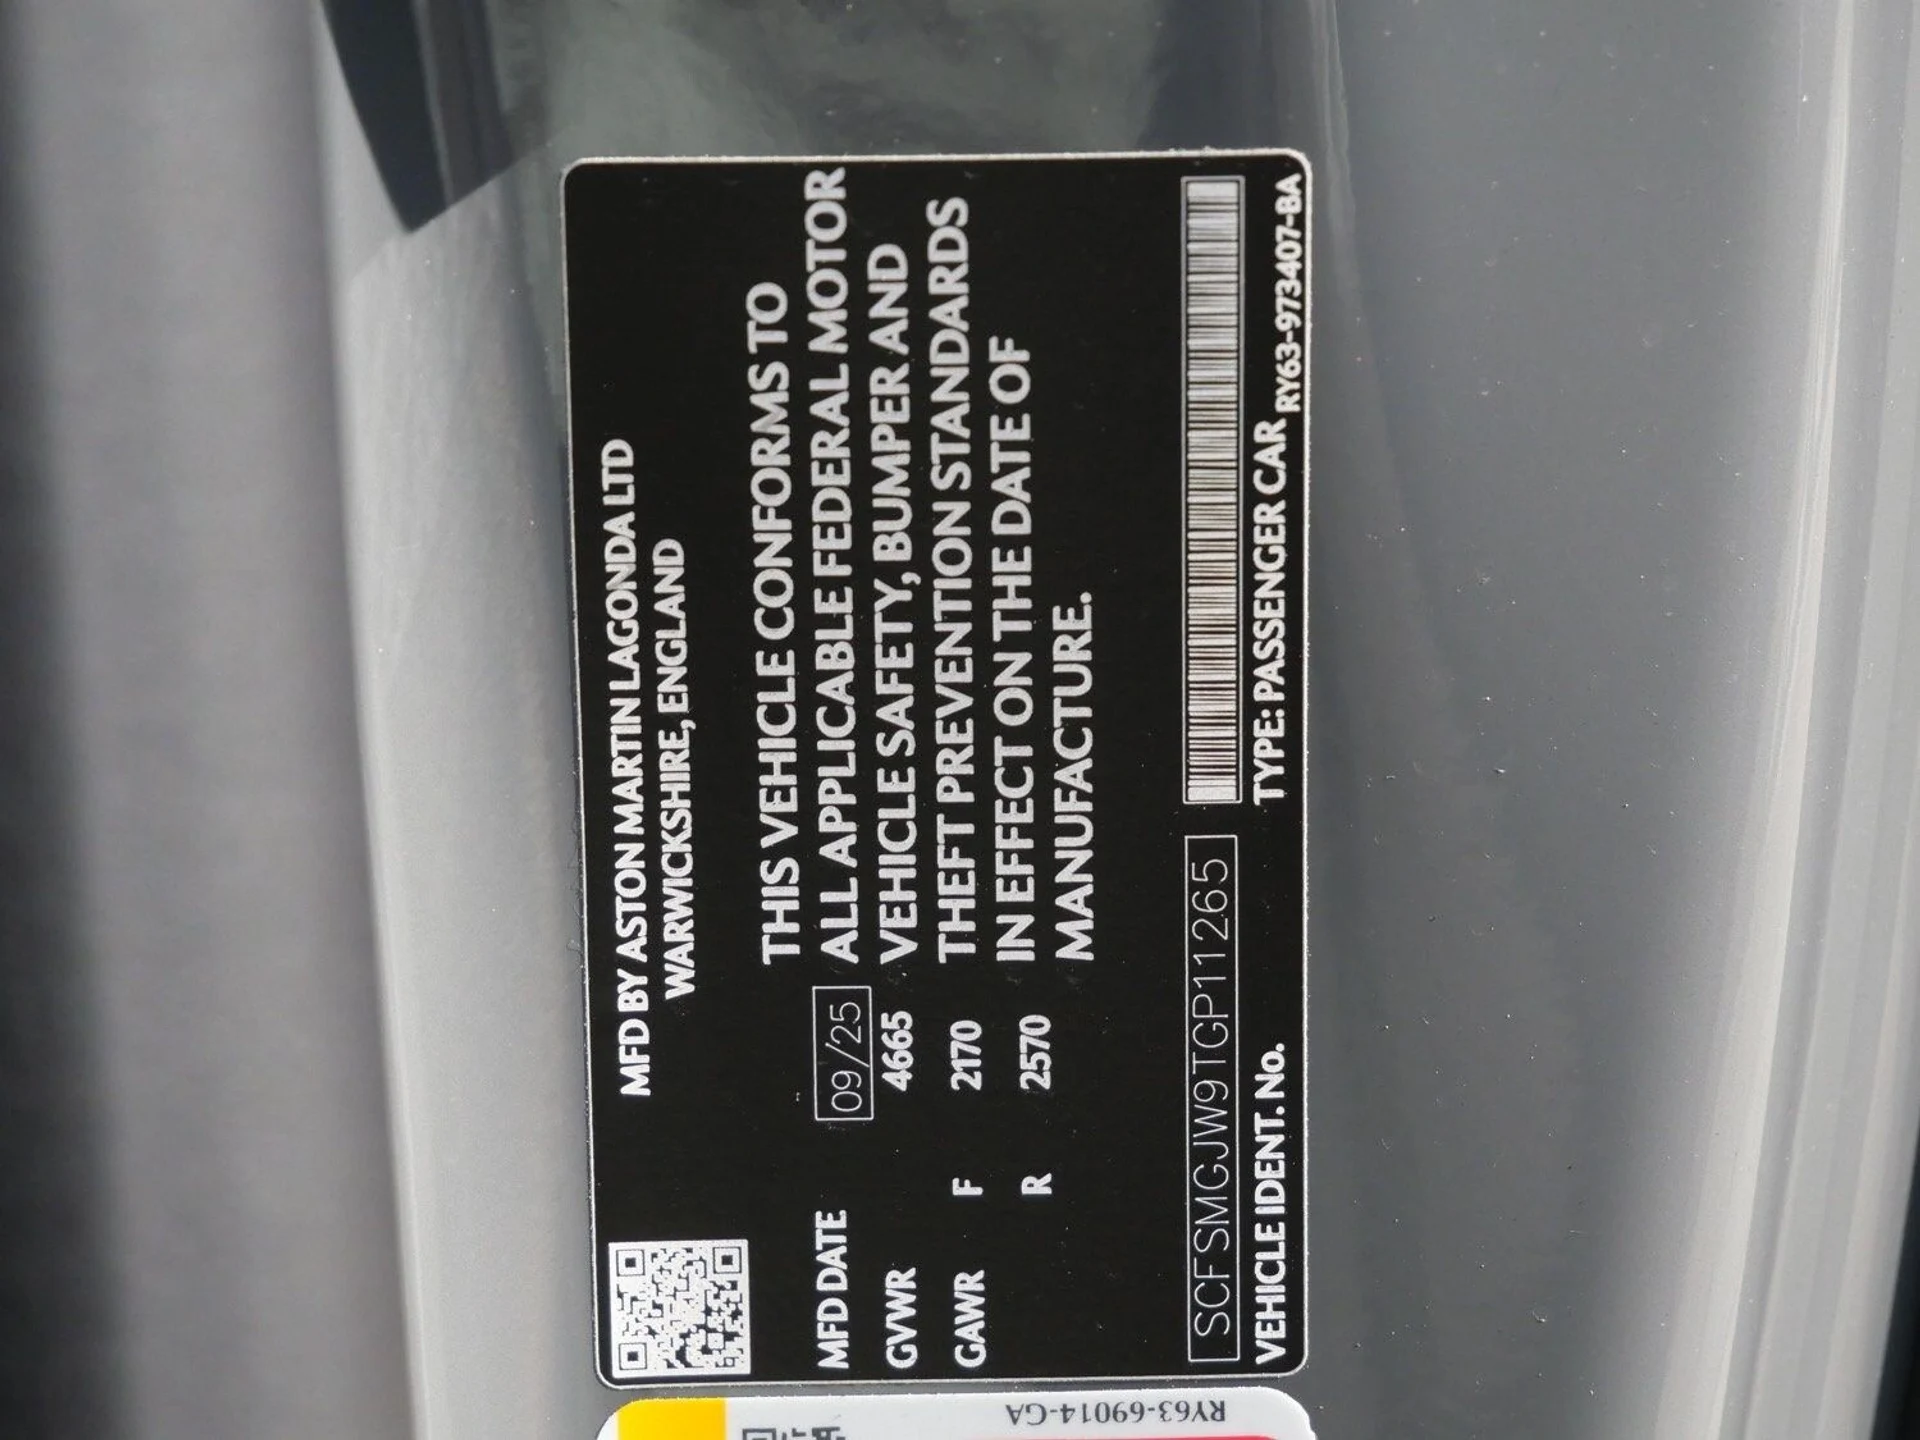 MFD BY ASTON MARTIN LAGONDA LTD
WARWICKSHIRE, ENGLAND
MFD DATE 09/25
GVWR 4665
GAWR F 2170
R 2570
THIS VEHICLE CONFORMS TO
ALL APPLICABLE FEDERAL MOTOR
VEHICLE SAFETY, BUMPER AND
THEFT PREVENTION STANDARDS
IN EFFECT ON THE DATE OF
MANUFACTURE.
SCFSMGJW9TGP11265
VEHICLE IDENT. No.
TYPE: PASSENGER CAR
RY63-973407-BA
RY63-69014-GA